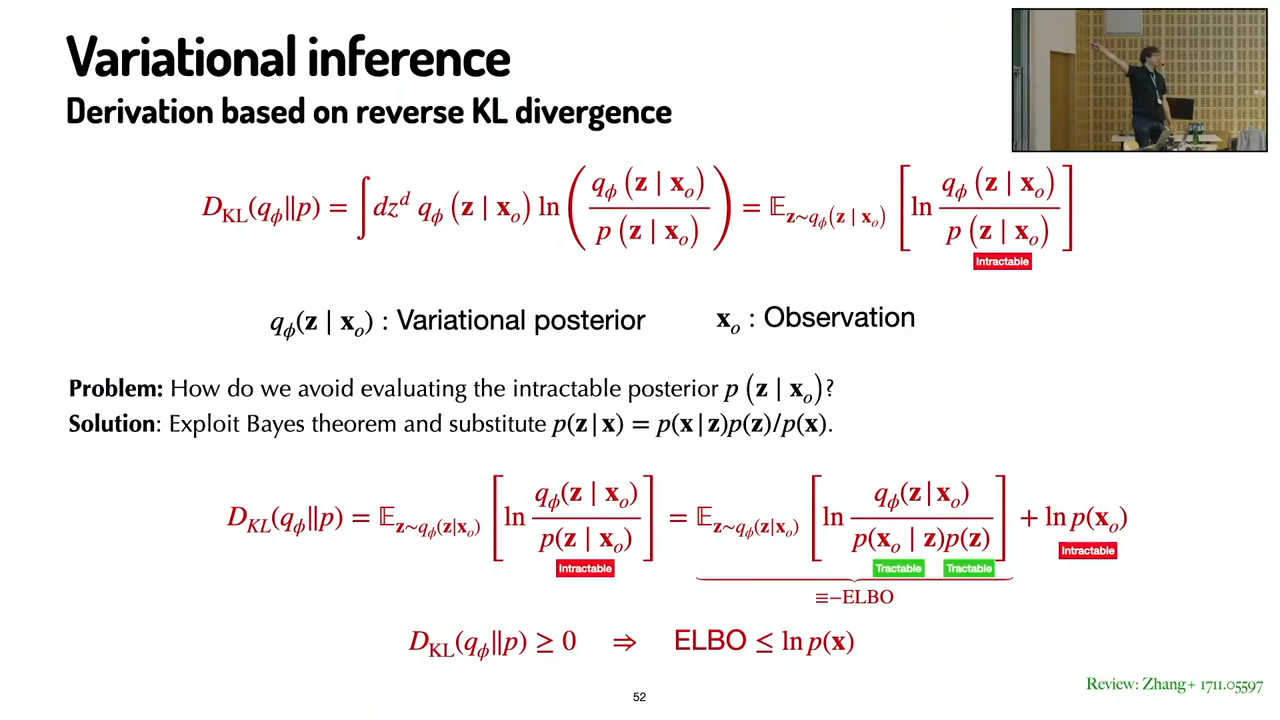 Variational inference
Derivation based on reverse KL divergence
D_KL(q_ϕ‖p) = ∫ dz^d q_ϕ (z | x_o) ln ( q_ϕ (z | x_o) / p (z | x_o) ) = 𝔼_{z∼q_ϕ(z | x_o)} [ ln q_ϕ (z | x_o) / p (z | x_o) ]
Intractable
q_ϕ(z | x_o) : Variational posterior
x_o : Observation
Problem: How do we avoid evaluating the intractable posterior p (z | x_o)?
Solution: Exploit Bayes theorem and substitute p(z|x) = p(x|z)p(z)/p(x).
D_KL(q_ϕ‖p) = 𝔼_{z∼q_ϕ(z|x_o)} [ ln q_ϕ(z | x_o) / p(z | x_o) ] = 𝔼_{z∼q_ϕ(z|x_o)} [ ln q_ϕ(z|x_o) / p(x_o | z)p(z) ] + ln p(x_o)
Intractable
Tractable
Tractable
Intractable
≡−ELBO
D_KL(q_ϕ‖p) ≥ 0 ⇒ ELBO ≤ ln p(x)
Review: Zhang+ 1711.05597
52